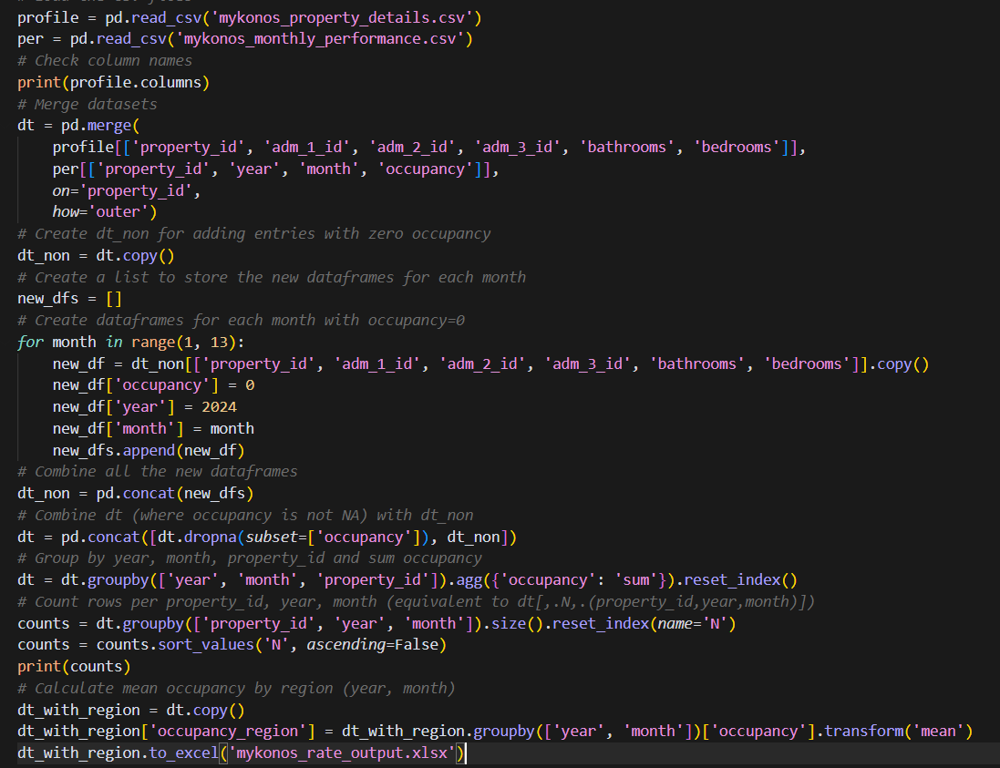 profile = pd.read_csv('mykonos_property_details.csv')
per = pd.read_csv('mykonos_monthly_performance.csv')
# Check column names
print(profile.columns)
# Merge datasets
dt = pd.merge(
    profile[['property_id', 'adm_1_id', 'adm_2_id', 'adm_3_id', 'bathrooms', 'bedrooms']],
    per[['property_id', 'year', 'month', 'occupancy']],
    on='property_id',
    how='outer')
# Create dt_non for adding entries with zero occupancy
dt_non = dt.copy()
# Create a list to store the new dataframes for each month
new_dfs = []
# Create dataframes for each month with occupancy=0
for month in range(1, 13):
    new_df = dt_non[['property_id', 'adm_1_id', 'adm_2_id', 'adm_3_id', 'bathrooms', 'bedrooms']].copy()
    new_df['occupancy'] = 0
    new_df['year'] = 2024
    new_df['month'] = month
    new_dfs.append(new_df)
# Combine all the new dataframes
dt_non = pd.concat(new_dfs)
# Combine dt (where occupancy is not NA) with dt_non
dt = pd.concat([dt.dropna(subset=['occupancy']), dt_non])
# Group by year, month, property_id and sum occupancy
dt = dt.groupby(['year', 'month', 'property_id']).agg({'occupancy': 'sum'}).reset_index()
# Count rows per property_id, year, month (equivalent to dt[,.N,.(property_id,year,month)])
counts = dt.groupby(['property_id', 'year', 'month']).size().reset_index(name='N')
counts = counts.sort_values('N', ascending=False)
print(counts)
# Calculate mean occupancy by region (year, month)
dt_with_region = dt.copy()
dt_with_region['occupancy_region'] = dt_with_region.groupby(['year', 'month'])['occupancy'].transform('mean')
dt_with_region.to_excel('mykonos_rate_output.xlsx')